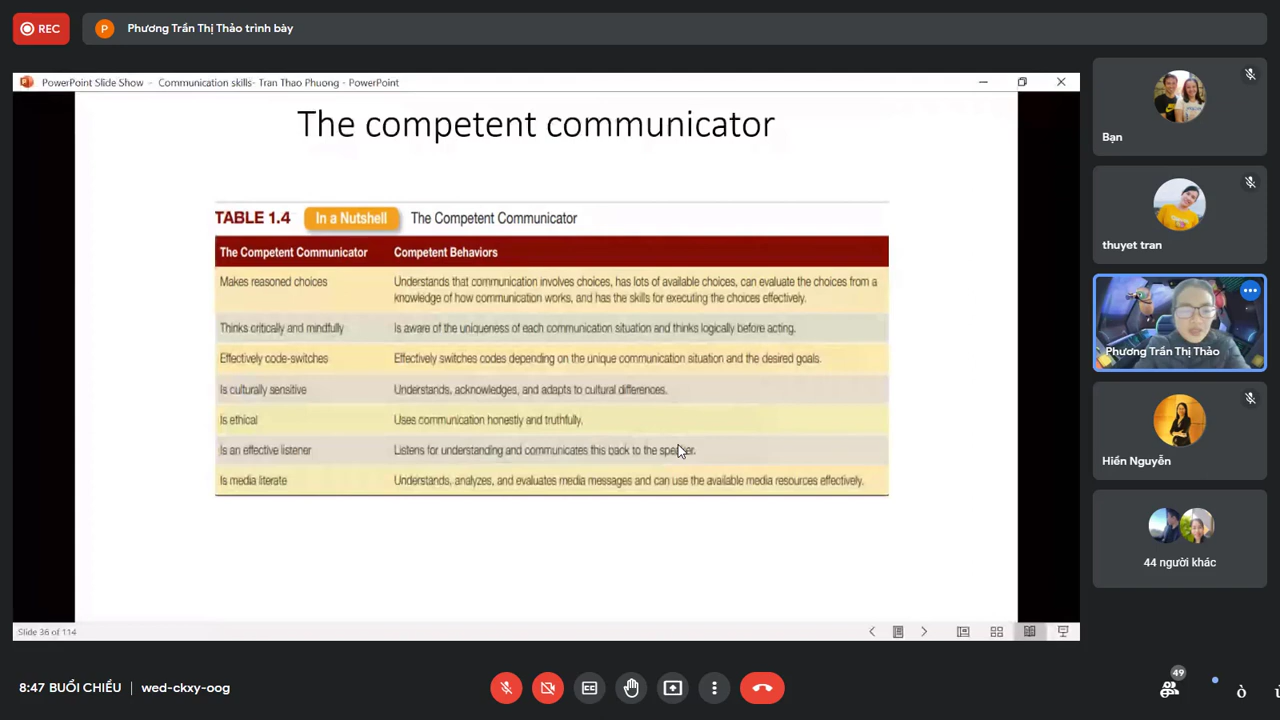 REC
P
Phương Trần Thị Thảo trình bày
PowerPoint Slide Show - Communication skills- Tran Thao Phuong - PowerPoint
The competent communicator
TABLE 1.4 In a Nutshell The Competent Communicator
The Competent Communicator Competent Behaviors
Makes reasoned choices Understands that communication involves choices, has lots of available choices, can evaluate the choices from a
knowledge of how communication works, and has the skills for executing the choices effectively.
Thinks critically and mindfully Is aware of the uniqueness of each communication situation and thinks logically before acting.
Effectively code-switches Effectively switches codes depending on the unique communication situation and the desired goals.
Is culturally sensitive Understands, acknowledges, and adapts to cultural differences.
Is ethical Uses communication honestly and truthfully.
Is an effective listener Listens for understanding and communicates this back to the speaker.
Is media literate Understands, analyzes, and evaluates media messages and can use the available media resources effectively.
Slide 36 of 114
Bạn
thuyet tran
Phương Trần Thị Thảo
Hiền Nguyễn
44 người khác
8:47 BUỔI CHIỀU wed-ckxy-oog
49